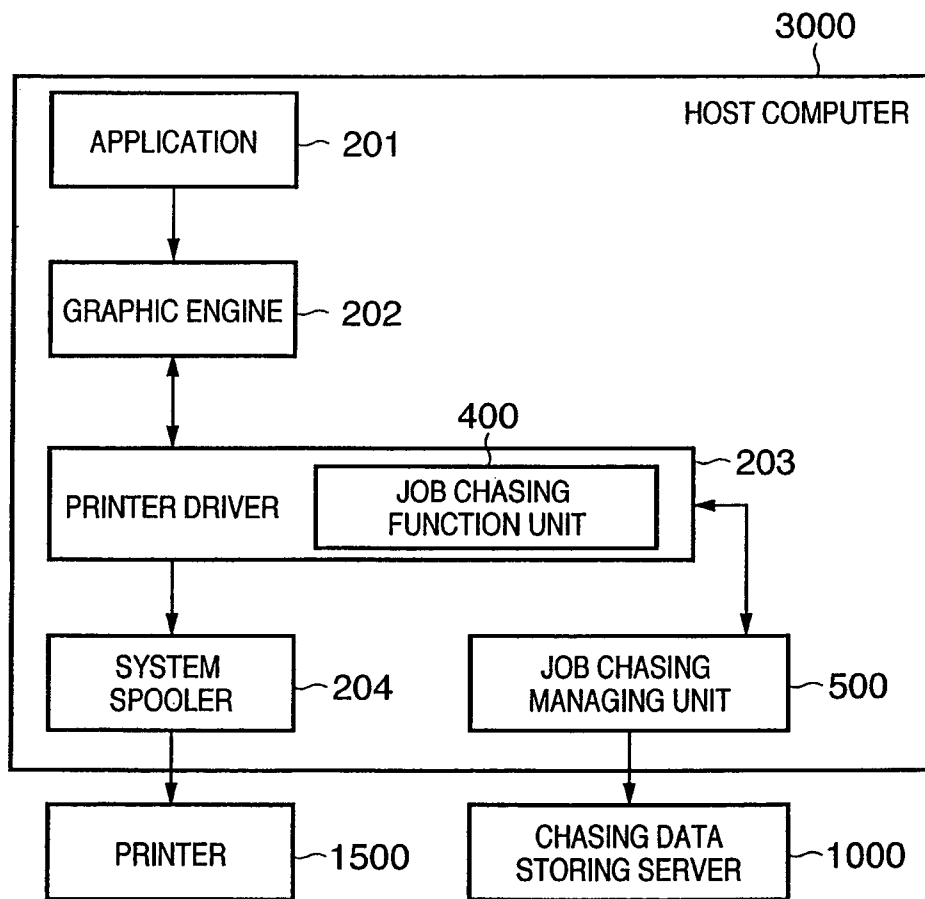 3000
HOST COMPUTER
APPLICATION
201
GRAPHIC ENGINE
202
400
203
PRINTER DRIVER
JOB CHASING
FUNCTION UNIT
SYSTEM
SPOOLER
204
JOB CHASING
MANAGING UNIT
500
PRINTER
1500
CHASING DATA
STORING SERVER
1000